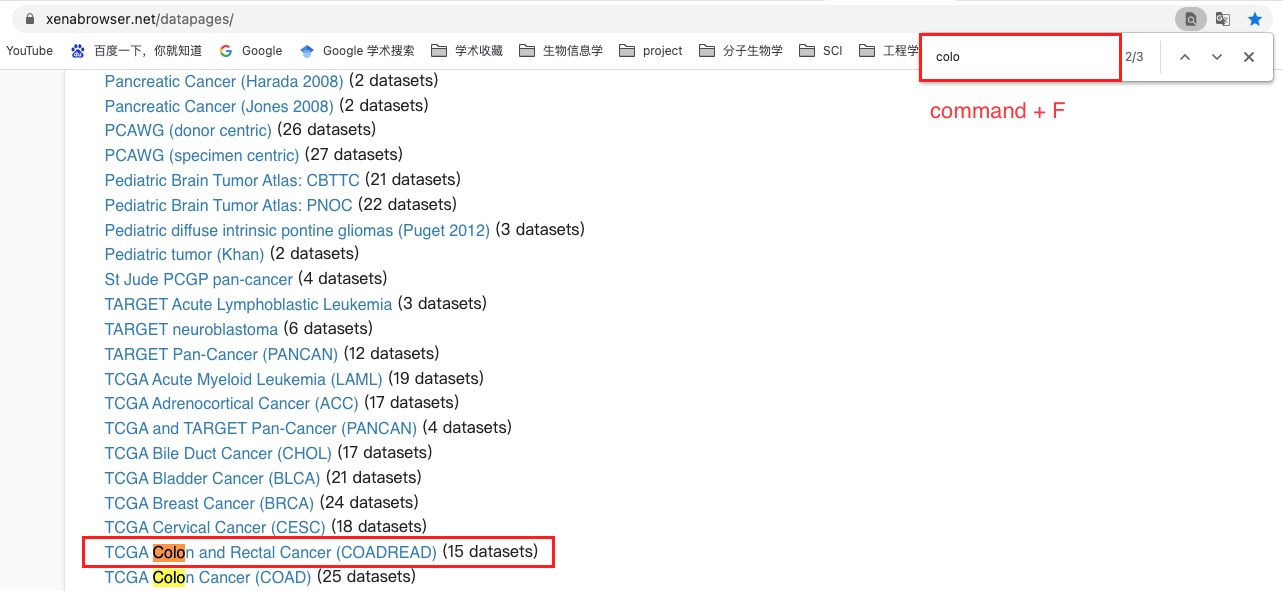 xenabrowser.net/datapages/
YouTube 百度一下，你就知道 Google Google 学术搜索 学术收藏 生物信息学 project 分子生物学 SCI 工程学
colo 2/3
command + F
Pancreatic Cancer (Harada 2008) (2 datasets)
Pancreatic Cancer (Jones 2008) (2 datasets)
PCAWG (donor centric) (26 datasets)
PCAWG (specimen centric) (27 datasets)
Pediatric Brain Tumor Atlas: CBTTC (21 datasets)
Pediatric Brain Tumor Atlas: PNOC (22 datasets)
Pediatric diffuse intrinsic pontine gliomas (Puget 2012) (3 datasets)
Pediatric tumor (Khan) (2 datasets)
St Jude PCGP pan-cancer (4 datasets)
TARGET Acute Lymphoblastic Leukemia (3 datasets)
TARGET neuroblastoma (6 datasets)
TARGET Pan-Cancer (PANCAN) (12 datasets)
TCGA Acute Myeloid Leukemia (LAML) (19 datasets)
TCGA Adrenocortical Cancer (ACC) (17 datasets)
TCGA and TARGET Pan-Cancer (PANCAN) (4 datasets)
TCGA Bile Duct Cancer (CHOL) (17 datasets)
TCGA Bladder Cancer (BLCA) (21 datasets)
TCGA Breast Cancer (BRCA) (24 datasets)
TCGA Cervical Cancer (CESC) (18 datasets)
TCGA Colon and Rectal Cancer (COADREAD) (15 datasets)
TCGA Colon Cancer (COAD) (25 datasets)